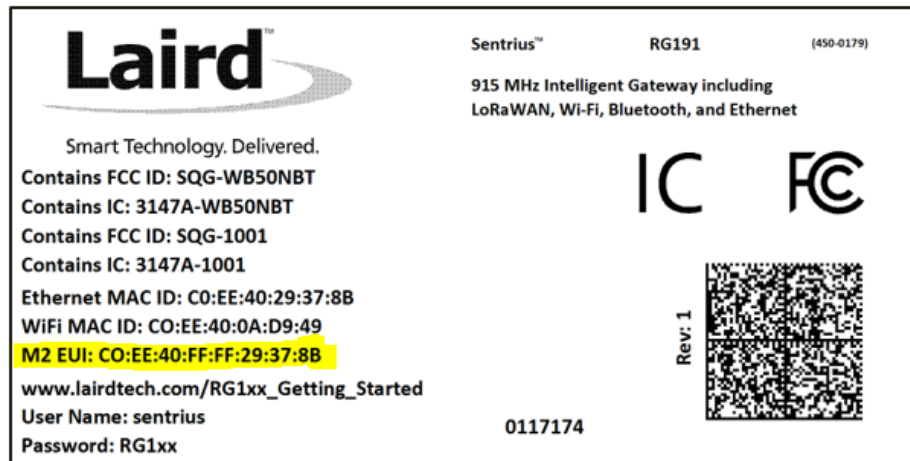 Laird™
Smart Technology. Delivered.
Contains FCC ID: SQG-WB50NBT
Contains IC: 3147A-WB50NBT
Contains FCC ID: SQG-1001
Contains IC: 3147A-1001
Ethernet MAC ID: C0:EE:40:29:37:8B
WiFi MAC ID: CO:EE:40:0A:D9:49
M2 EUI: CO:EE:40:FF:FF:29:37:8B
www.lairdtech.com/RG1xx_Getting_Started
User Name: sentrius
Password: RG1xx
Sentrius™ RG191 (450-0179)
915 MHz Intelligent Gateway including
LoRaWAN, Wi-Fi, Bluetooth, and Ethernet
IC FC
Rev: 1
0117174